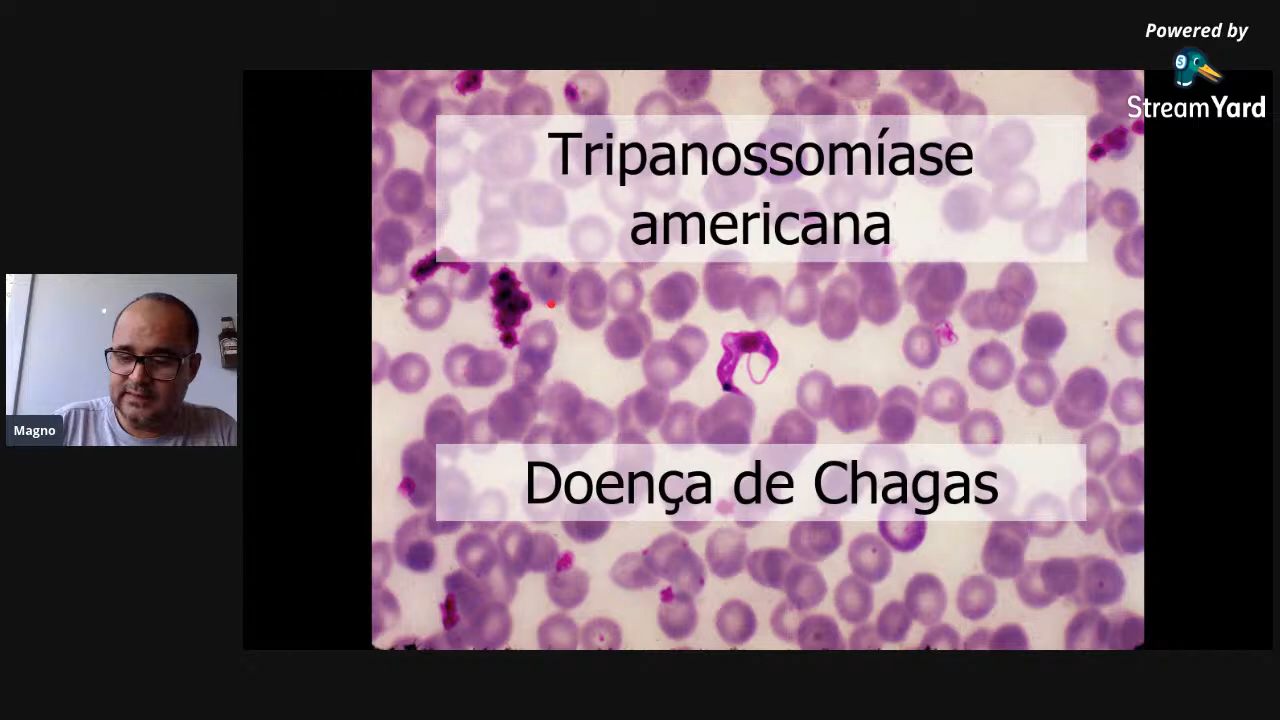 Powered by
StreamYard
Tripanossomíase
americana
Magno
Doença de Chagas